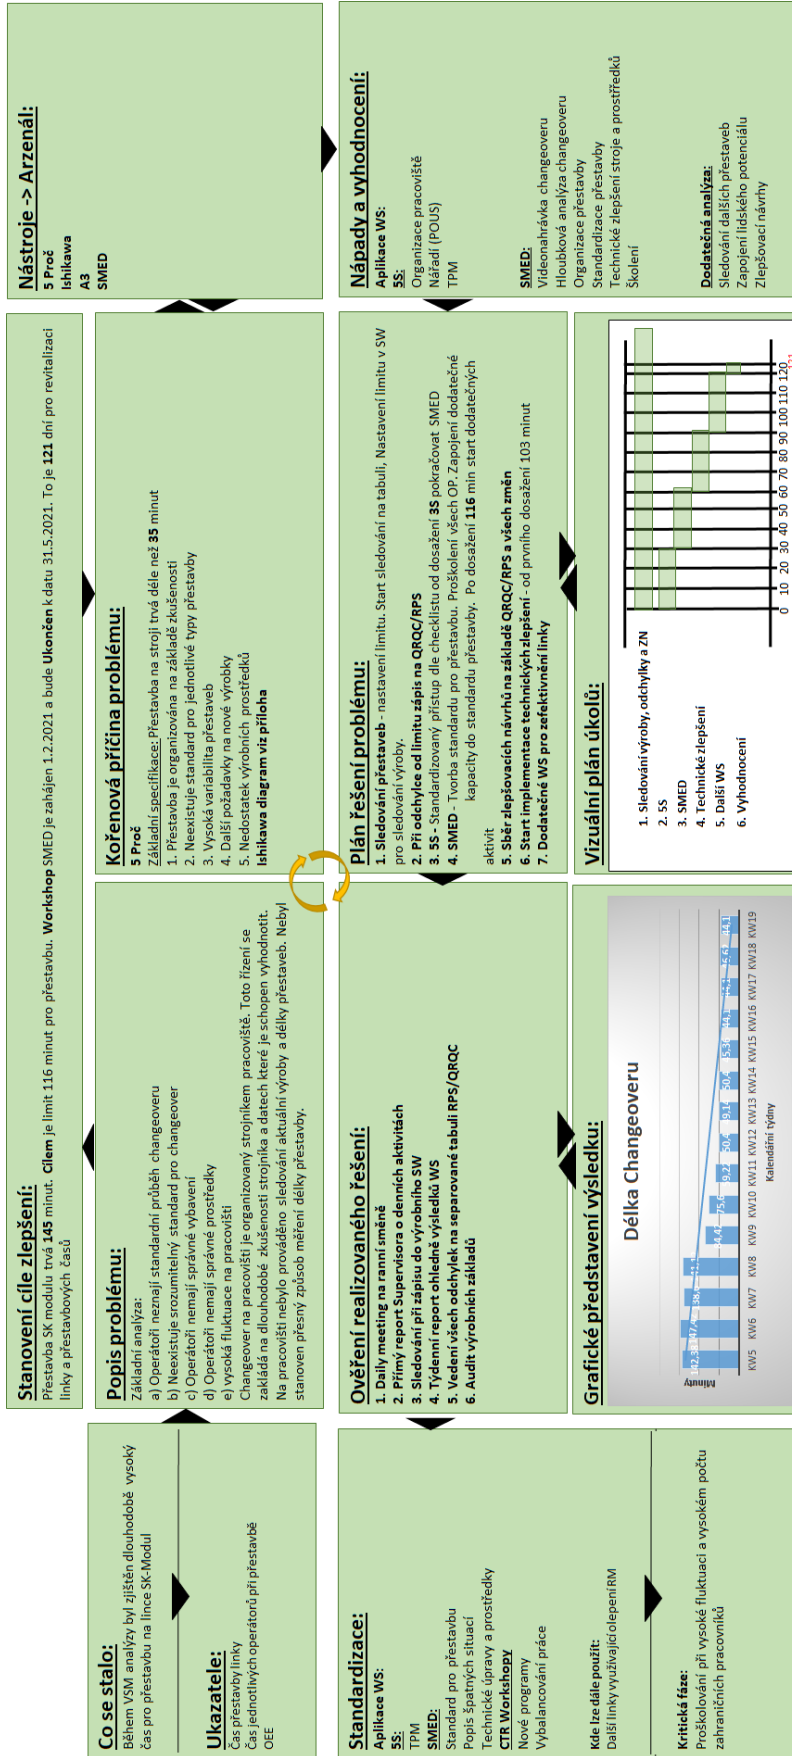 Co se stalo:
Během VSM analýzy byl zjištěn dlouhodobě vysoký
čas pro přestavbu na lince SK-Modul
Ukazatele:
Čas přestavby linky
Čas jednotlivých operátorů při přestavbě
OEE
Stanovení cíle zlepšení:
Přestavba SK modulu trvá 145 minut. Cílem je limit 116 minut pro přestavbu. Workshop SMED je zahájen 1.2.2021 a bude Ukončen k datu 31.5.2021. To je 121 dní pro revitalizaci
linky a přestavbových časů
Popis problému:
Základní analýza:
a) Operátoři neznají standardní průběh changeoveru
b) Neexistuje srozumitelný standard pro changeover
c) Operátoři nemají správné vybavení
d) Operátoři nemají správné prostředky
e) vysoká fluktuace na pracovišti
Changeover na pracovišti je organizovaný strojníkem pracoviště. Toto řízení se
zakládá na dlouhodobé zkušenosti strojníka a datech které je schopen vyhodnotit.
Na pracovišti nebylo prováděno sledování aktuální výroby a délky přestaveb. Nebyl
stanoven přesný způsob měření délky přestavby.
Kořenová příčina problému:
5 Proč
Základní specifikace: Přestavba na stroji trvá déle než 35 minut
1. Přestavba je organizována na základě zkušenosti
2. Neexistuje standard pro jednotlivé typy přestavby
3. Vysoká variabilita přestaveb
4. Další požadavky na nové výrobky
5. Nedostatek výrobních prostředků
Ishikawa diagram viz příloha
Nástroje -> Arzenál:
5 Proč
Ishikawa
A3
SMED
Nápady a vyhodnocení:
Aplikace WS:
5S:
Organizace pracoviště
Nářadí (POUS)
TPM
SMED:
Videonahrávka changeoveru
Hloubková analýza changeoveru
Organizace přestavby
Standardizace přestavby
Technické zlepšení stroje a prostředků
Školení
Dodatečná analýza:
Sledování dalších přestaveb
Zapojení lidského potenciálu
Zlepšovací návrhy
Plán řešení problému:
1. Sledování přestaveb - nastavení limitu. Start sledování na tabuli, Nastavení limitu v SW
pro sledování výroby.
2. Při odchylce od limitu zápis na QRQC/RPS
3. 5S - Standardizovaný přístup dle checklistu od dosažení 3S pokračovat SMED
4. SMED - Tvorba standardu pro přestavbu. Proškolení všech OP. Zapojení dodatečné
kapacity do standardu přestavby. Po dosažení 116 min start dodatečných
aktivit
5. Sběr zlepšovacích návrhů na základě QRQC/RPS a všech změn
6. Start implementace technických zlepšení - od prvního dosažení 103 minut
7. Dodatečné WS pro zefektivnění linky
Vizuální plán úkolů:
1. Sledování výroby, odchylky a ZN
2. 5S
3. SMED
4. Technické zlepšení
5. Další WS
6. Vyhodnocení
0 10 20 30 40 50 60 70 80 90 100 110 120
121
Ověření realizovaného řešení:
1. Daily meeting na ranní směně
2. Přímý report Supervisora o denních aktivitách
3. Sledování při zápisu do výrobního SW
4. Týdenní report ohledně výsledků WS
5. Vedení všech odchylek na separované tabuli RPS/QRQC
6. Audit výrobních základů
Grafické představení výsledku:
Délka Changeoveru
Minuty
KW5 KW6 KW7 KW8 KW9 KW10 KW11 KW12 KW13 KW14 KW15 KW16 KW17 KW18 KW19
Kalendářní týdny
Standardizace:
Aplikace WS:
5S:
TPM
SMED:
Standard pro přestavbu
Popis špatných situací
Technické úpravy a prostředky
CTR Workshopy
Nové programy
Vybalancování práce
Kde lze dále použít:
Další linky využívající olepení RM
Kritická fáze:
Proškolování při vysoké fluktuaci a vysokém počtu
zahraničních pracovníků